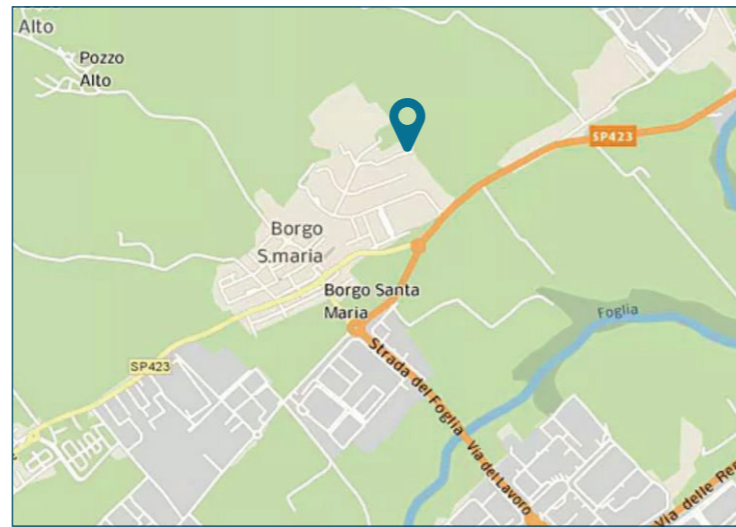 Alto
Pozzo
Alto
SP423
Borgo
S.maria
Borgo Santa
Maria
Foglia
SP423
Strada del Foglia
Via del Lavoro
Via delle Re